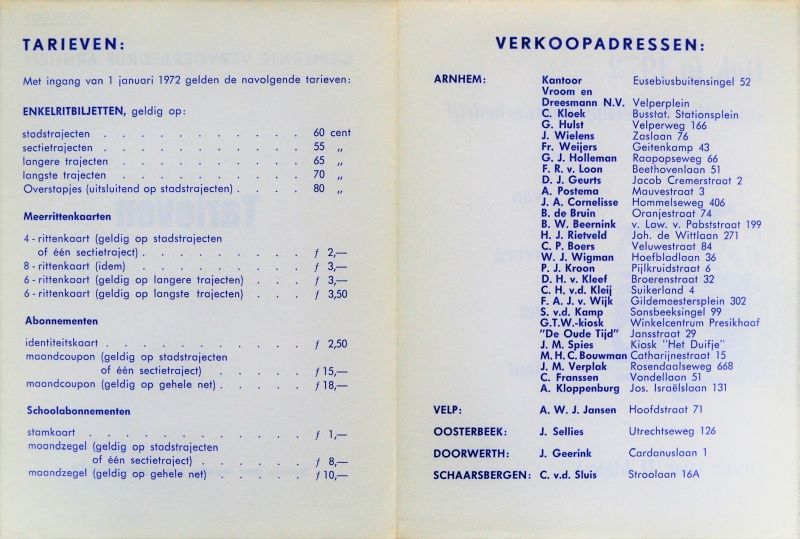 TARIEVEN:
Met ingang van 1 januari 1972 gelden de navolgende tarieven:
ENKELRITBILJETTEN, geldig op:
stadstrajecten . . . . . . . . . . . 60 cent
sectietrajecten . . . . . . . . . . . 55 „
langere trajecten . . . . . . . . . . 65 „
langste trajecten . . . . . . . . . . 70 „
Overstapjes (uitsluitend op stadstrajecten) . . . . 80 „
Meerrittenkaarten
4 - rittenkaart (geldig op stadstrajecten
of één sectietraject) . . . . . . . . ƒ 2,—
8 - rittenkaart (idem) . . . . . . . . ƒ 3,—
6 - rittenkaart (geldig op langere trajecten) . . . ƒ 3,—
6 - rittenkaart (geldig op langste trajecten) . . . ƒ 3,50
Abonnementen
identiteitskaart . . . . . . . . . . . ƒ 2,50
maandcoupon (geldig op stadstrajecten
of één sectietraject) . . . . . ƒ 15,—
maandcoupon (geldig op gehele net) . . . . . ƒ 18,—
Schoolabonnementen
stamkaart . . . . . . . . . . . . ƒ 1,—
maandzegel (geldig op stadstrajecten
of één sectietraject) . . . . . . ƒ 8,—
maandzegel (geldig op gehele net) . . . . . ƒ 10,—
VERKOOPADRESSEN:
ARNHEM: Kantoor Eusebiusbuitensingel 52
Vroom en
Dreesmann N.V. Velperplein
C. Kloek Busstat. Stationsplein
G. Hulst Velperweg 166
J. Wielens Zaslaan 76
Fr. Weijers Geitenkamp 43
G. J. Holleman Raapopseweg 66
F. R. v. Loon Beethovenlaan 51
D. J. Geurts Jacob Cremerstraat 2
A. Postema Mauvestraat 3
J. A. Cornelisse Hommelseweg 406
B. de Bruin Oranjestraat 74
B. W. Beernink v. Law. v. Pabststraat 199
H. J. Rietveld Joh. de Wittlaan 271
C. P. Boers Veluwestraat 84
W. J. Wigman Hoefbladlaan 36
P. J. Kroon Pijlkruidstraat 6
D. H. v. Kleef Broerenstraat 32
C. H. v.d. Kleij Suikerland 4
F. A. J. v. Wijk Gildemeestersplein 302
S. v.d. Kamp Sonsbeeksingel 99
G.T.W.-kiosk Winkelcentrum Presikhaaf
"De Oude Tijd" Jansstraat 29
J. M. Spies Kiosk "Het Duifje"
M. H. C. Bouwman Catharijnestraat 15
J. M. Verplak Rosendaalseweg 668
C. Franssen Vondellaan 51
A. Kloppenburg Jos. Israëlslaan 131
VELP: A. W. J. Jansen Hoofdstraat 71
OOSTERBEEK: J. Sellies Utrechtseweg 126
DOORWERTH: J. Geerink Cardanuslaan 1
SCHAARSBERGEN: C. v.d. Sluis Stroolaan 16A